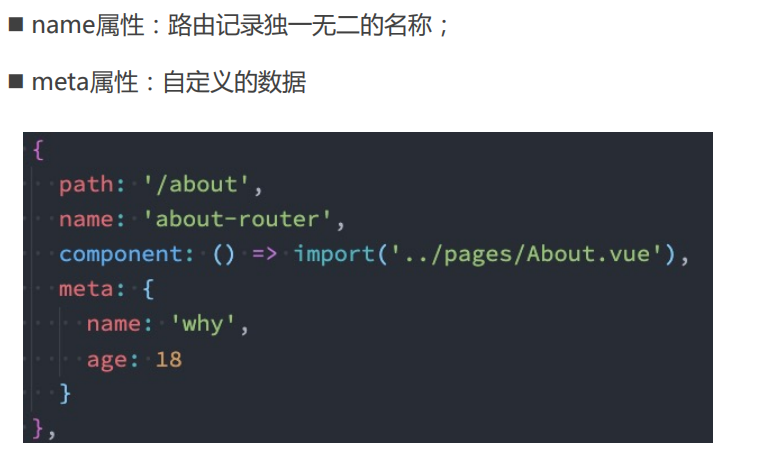 ■ name属性：路由记录独一无二的名称；
■ meta属性：自定义的数据
{
  path: '/about',
  name: 'about-router',
  component: () => import('../pages/About.vue'),
  meta: {
    name: 'why',
    age: 18
  }
},